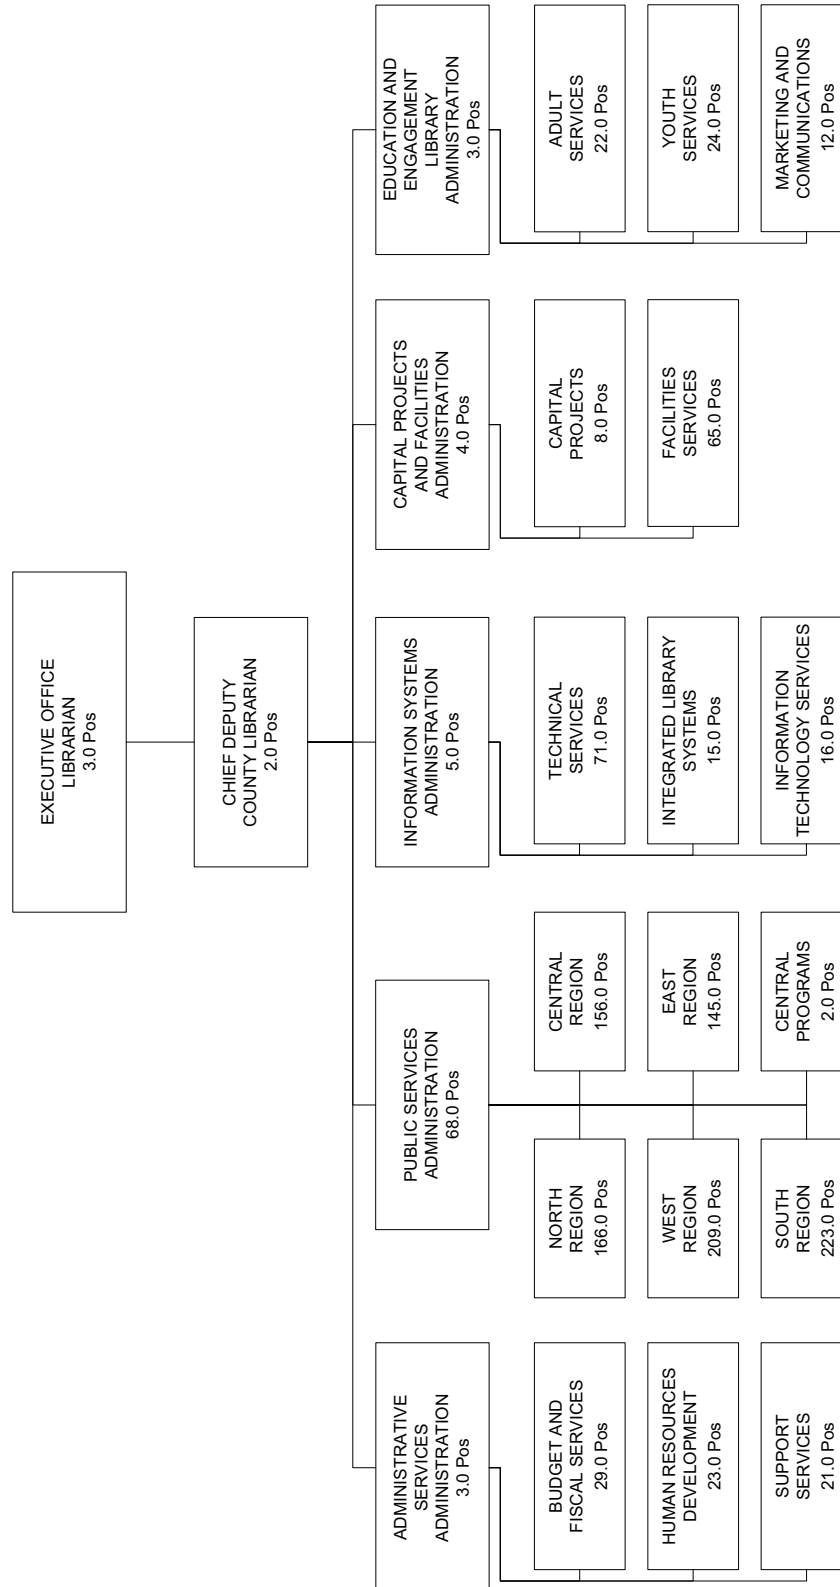 EXECUTIVE OFFICE
LIBRARIAN
3.0 Pos
CHIEF DEPUTY
COUNTY LIBRARIAN
2.0 Pos
ADMINISTRATIVE
SERVICES
ADMINISTRATION
3.0 Pos
PUBLIC SERVICES
ADMINISTRATION
68.0 Pos
INFORMATION SYSTEMS
ADMINISTRATION
5.0 Pos
CAPITAL PROJECTS
AND FACILITIES
ADMINISTRATION
4.0 Pos
EDUCATION AND
ENGAGEMENT
LIBRARY
ADMINISTRATION
3.0 Pos
BUDGET AND
FISCAL SERVICES
29.0 Pos
NORTH
REGION
166.0 Pos
CENTRAL
REGION
156.0 Pos
TECHNICAL
SERVICES
71.0 Pos
CAPITAL
PROJECTS
8.0 Pos
ADULT
SERVICES
22.0 Pos
HUMAN RESOURCES
DEVELOPMENT
23.0 Pos
WEST
REGION
209.0 Pos
EAST
REGION
145.0 Pos
INTEGRATED LIBRARY
SYSTEMS
15.0 Pos
FACILITIES
SERVICES
65.0 Pos
YOUTH
SERVICES
24.0 Pos
SUPPORT
SERVICES
21.0 Pos
SOUTH
REGION
223.0 Pos
CENTRAL
PROGRAMS
2.0 Pos
INFORMATION
TECHNOLOGY SERVICES
16.0 Pos
MARKETING AND
COMMUNICATIONS
12.0 Pos